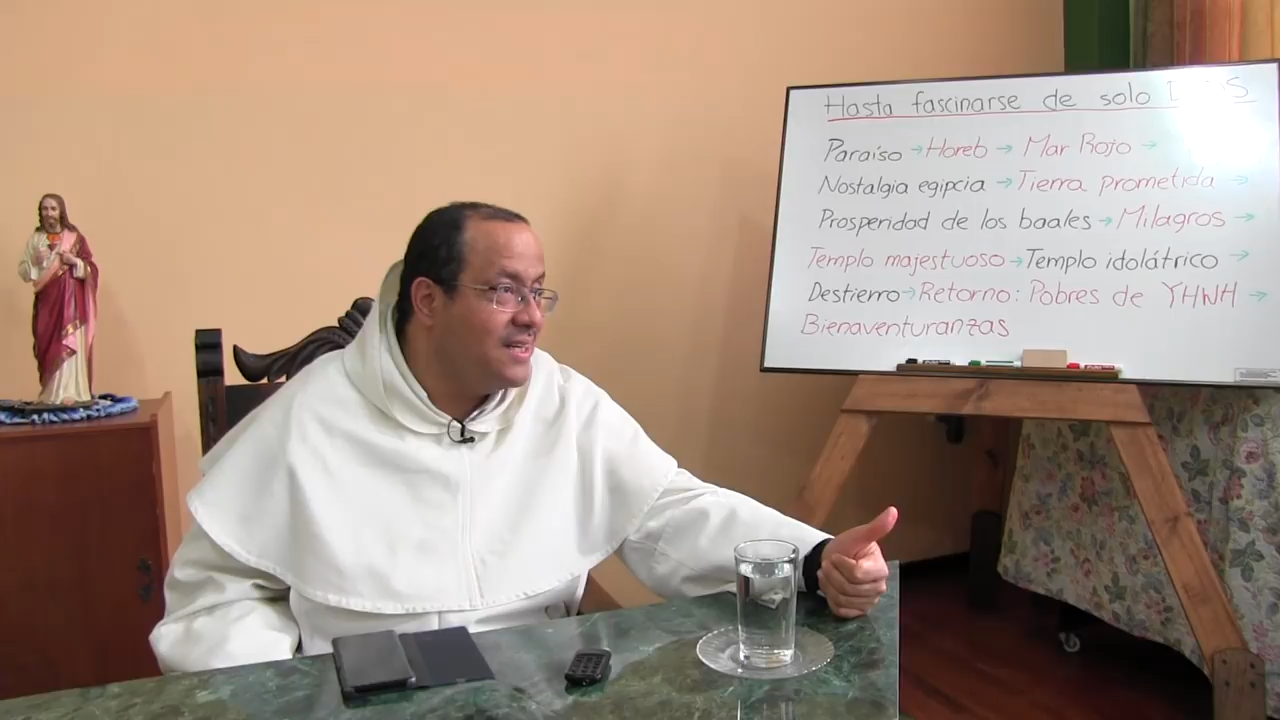 Hasta fascinarse de solo
Paraíso → Horeb → Mar Rojo →
Nostalgia egipcia → Tierra prometida →
Prosperidad de los baales → Milagros →
Templo majestuoso → Templo idolátrico →
Destierro → Retorno: Pobres de YHWH →
Bienaventuranzas